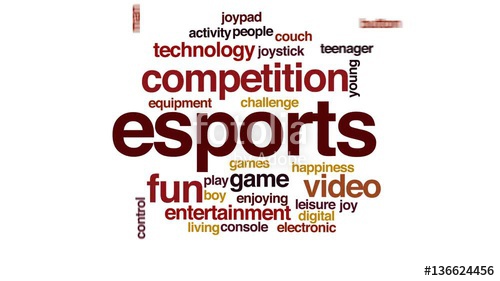 joypad
activity people couch
technology joystick teenager
competition young
equipment challenge
esports
fotolia
games happiness
fun play game video
boy enjoying leisure joy
control entertainment digital
living console electronic
#136624456